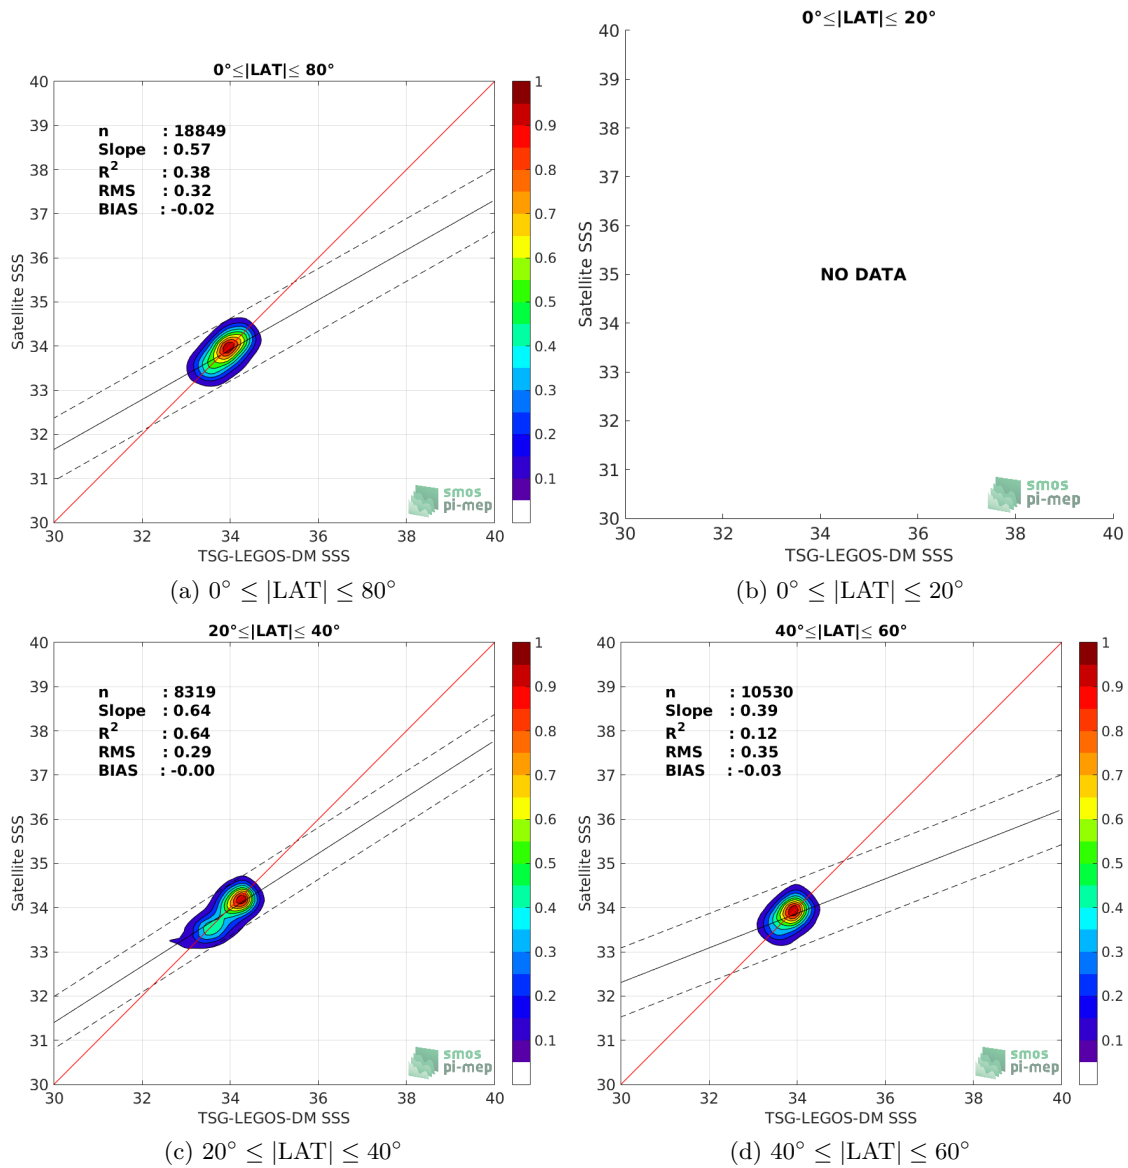 0°≤|LAT|≤ 80°
40
39
38
37
36
35
34
33
32
31
30
Satellite SSS
n : 18849
Slope : 0.57
R² : 0.38
RMS : 0.32
BIAS : -0.02
1
0.9
0.8
0.7
0.6
0.5
0.4
0.3
0.2
0.1
smos
pi-mep
30 32 34 36 38 40
TSG-LEGOS-DM SSS
(a) 0° ≤ |LAT| ≤ 80°
0°≤|LAT|≤ 20°
40
39
38
37
36
35
34
33
32
31
30
Satellite SSS
NO DATA
smos
pi-mep
30 32 34 36 38 40
TSG-LEGOS-DM SSS
(b) 0° ≤ |LAT| ≤ 20°
20°≤|LAT|≤ 40°
40
39
38
37
36
35
34
33
32
31
30
Satellite SSS
n : 8319
Slope : 0.64
R² : 0.64
RMS : 0.29
BIAS : -0.00
1
0.9
0.8
0.7
0.6
0.5
0.4
0.3
0.2
0.1
smos
pi-mep
30 32 34 36 38 40
TSG-LEGOS-DM SSS
(c) 20° ≤ |LAT| ≤ 40°
40°≤|LAT|≤ 60°
40
39
38
37
36
35
34
33
32
31
30
Satellite SSS
n : 10530
Slope : 0.39
R² : 0.12
RMS : 0.35
BIAS : -0.03
1
0.9
0.8
0.7
0.6
0.5
0.4
0.3
0.2
0.1
smos
pi-mep
30 32 34 36 38 40
TSG-LEGOS-DM SSS
(d) 40° ≤ |LAT| ≤ 60°